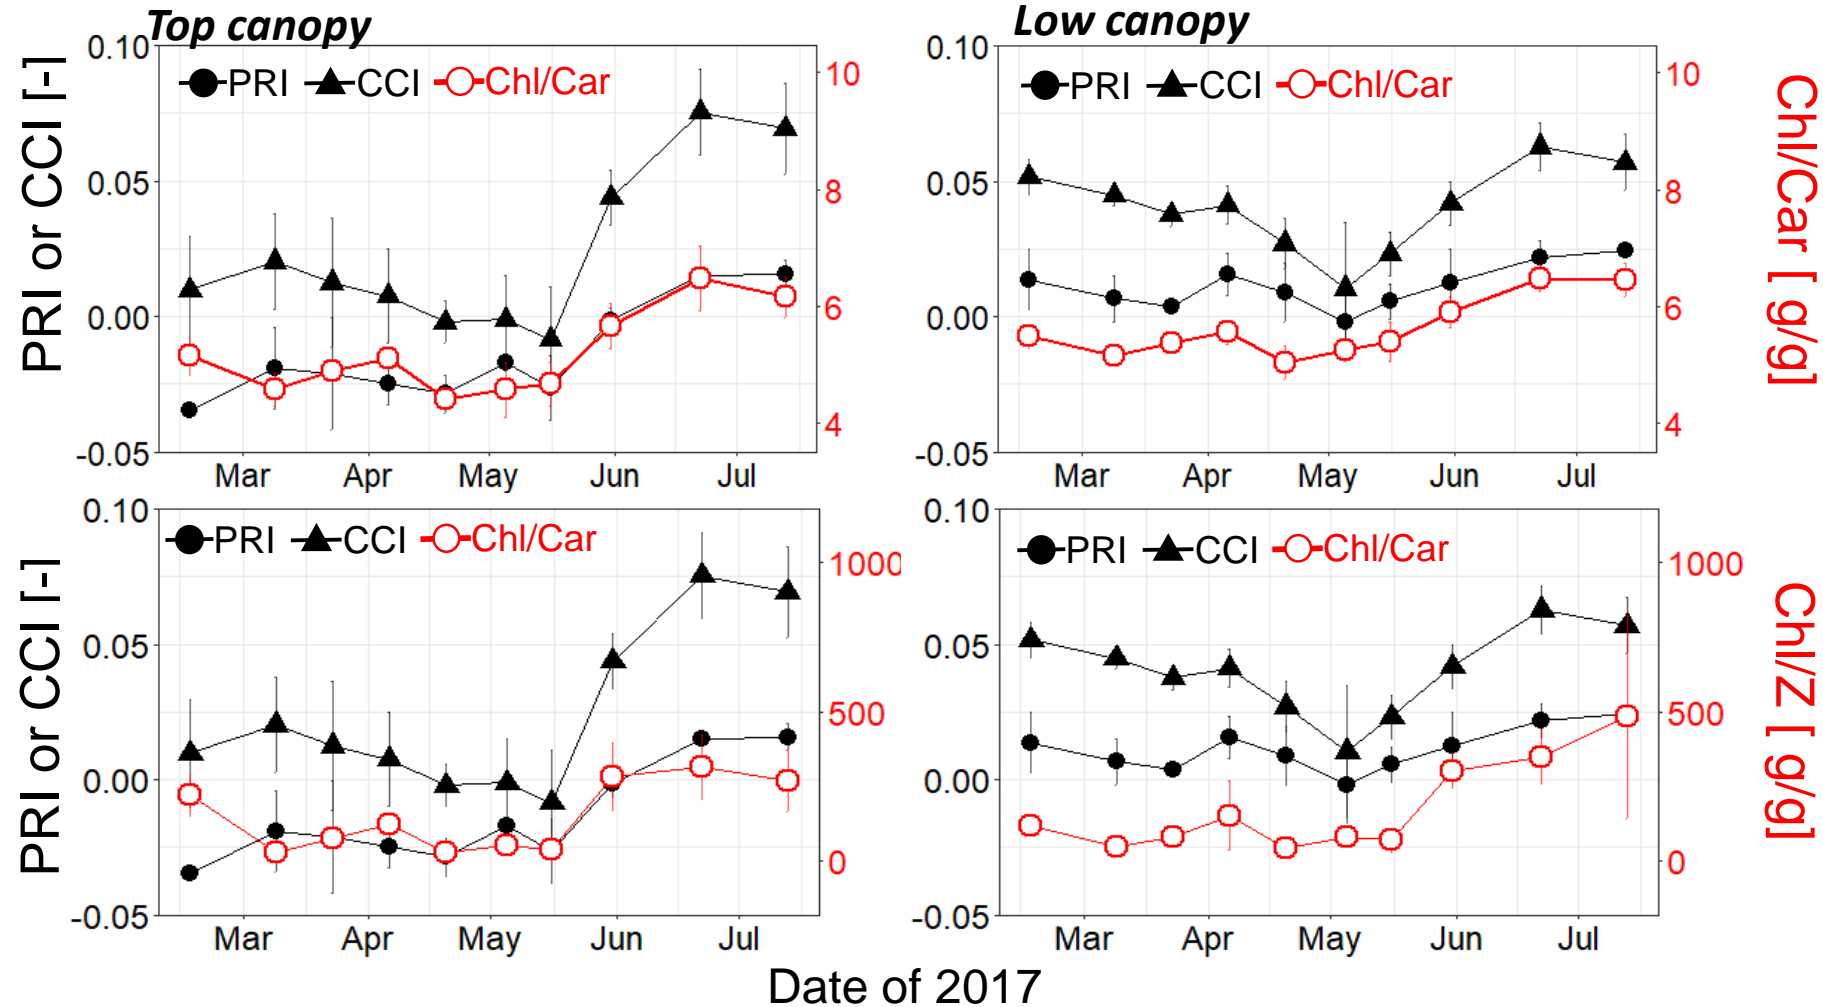 Top canopy
Low canopy
PRI or CCI [-]
0.10
0.05
0.00
-0.05
PRI CCI Chl/Car
10
8
6
4
Mar Apr May Jun Jul
0.10
0.05
0.00
-0.05
PRI CCI Chl/Car
10
8
6
4
Mar Apr May Jun Jul
Chl/Car [ g/g]
PRI or CCI [-]
0.10
0.05
0.00
-0.05
PRI CCI Chl/Car
1000
500
0
Mar Apr May Jun Jul
0.10
0.05
0.00
-0.05
PRI CCI Chl/Car
1000
500
0
Mar Apr May Jun Jul
Chl/Z [ g/g]
Date of 2017